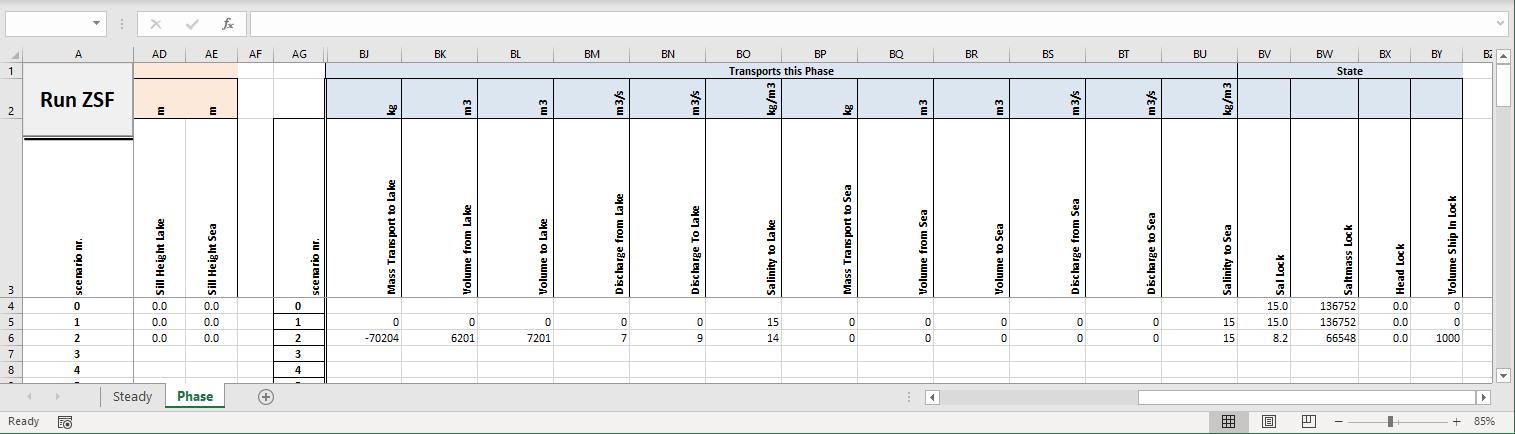 fx
A AD AE AF AG BJ BK BL BM BN BO BP BQ BR BS BT BU BV BW BX BY BZ
1 Transports this Phase State
2 Run ZSF m m kg m3 m3 m3/s m3/s kg/m3 kg m3 m3 m3/s m3/s kg/m3
3 scenario nr. Sill Height Lake Sill Height Sea scenario nr. Mass Transport to Lake Volume from Lake Volume to Lake Discharge from Lake Discharge To Lake Salinity to Lake Mass Transport to Sea Volume from Sea Volume to Sea Discharge from Sea Discharge to Sea Salinity to Sea Sal Lock Saltmass Lock Head Lock Volume Ship In Lock
4 0 0.0 0.0 0 15.0 136752 0.0 0
5 1 0.0 0.0 1 0 0 0 0 0 15 0 0 0 0 0 15 15.0 136752 0.0 0
6 2 0.0 0.0 2 -70204 6201 7201 7 9 14 0 0 0 0 0 15 8.2 66548 0.0 1000
7 3 3
8 4 4
Steady Phase
Ready 85%